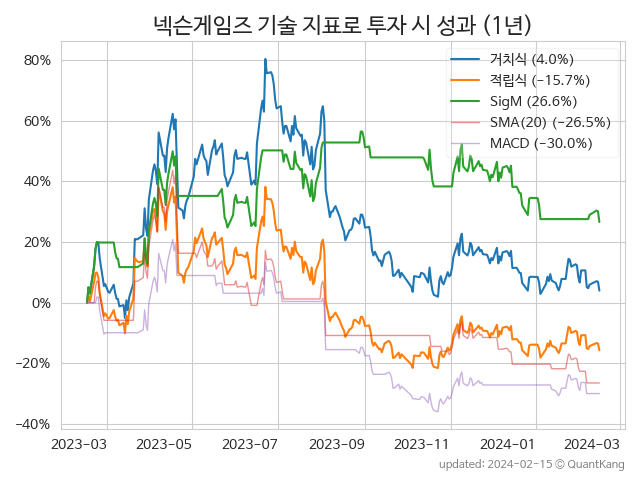 넥슨게임즈 기술 지표로 투자 시 성과 (1년)
거치식 (4.0%)
적립식 (−15.7%)
SigM (26.6%)
SMA(20) (−26.5%)
MACD (−30.0%)
80%
60%
40%
20%
0%
−20%
−40%
2023-03 2023-05 2023-07 2023-09 2023-11 2024-01 2024-03
updated: 2024-02-15 © QuantKang